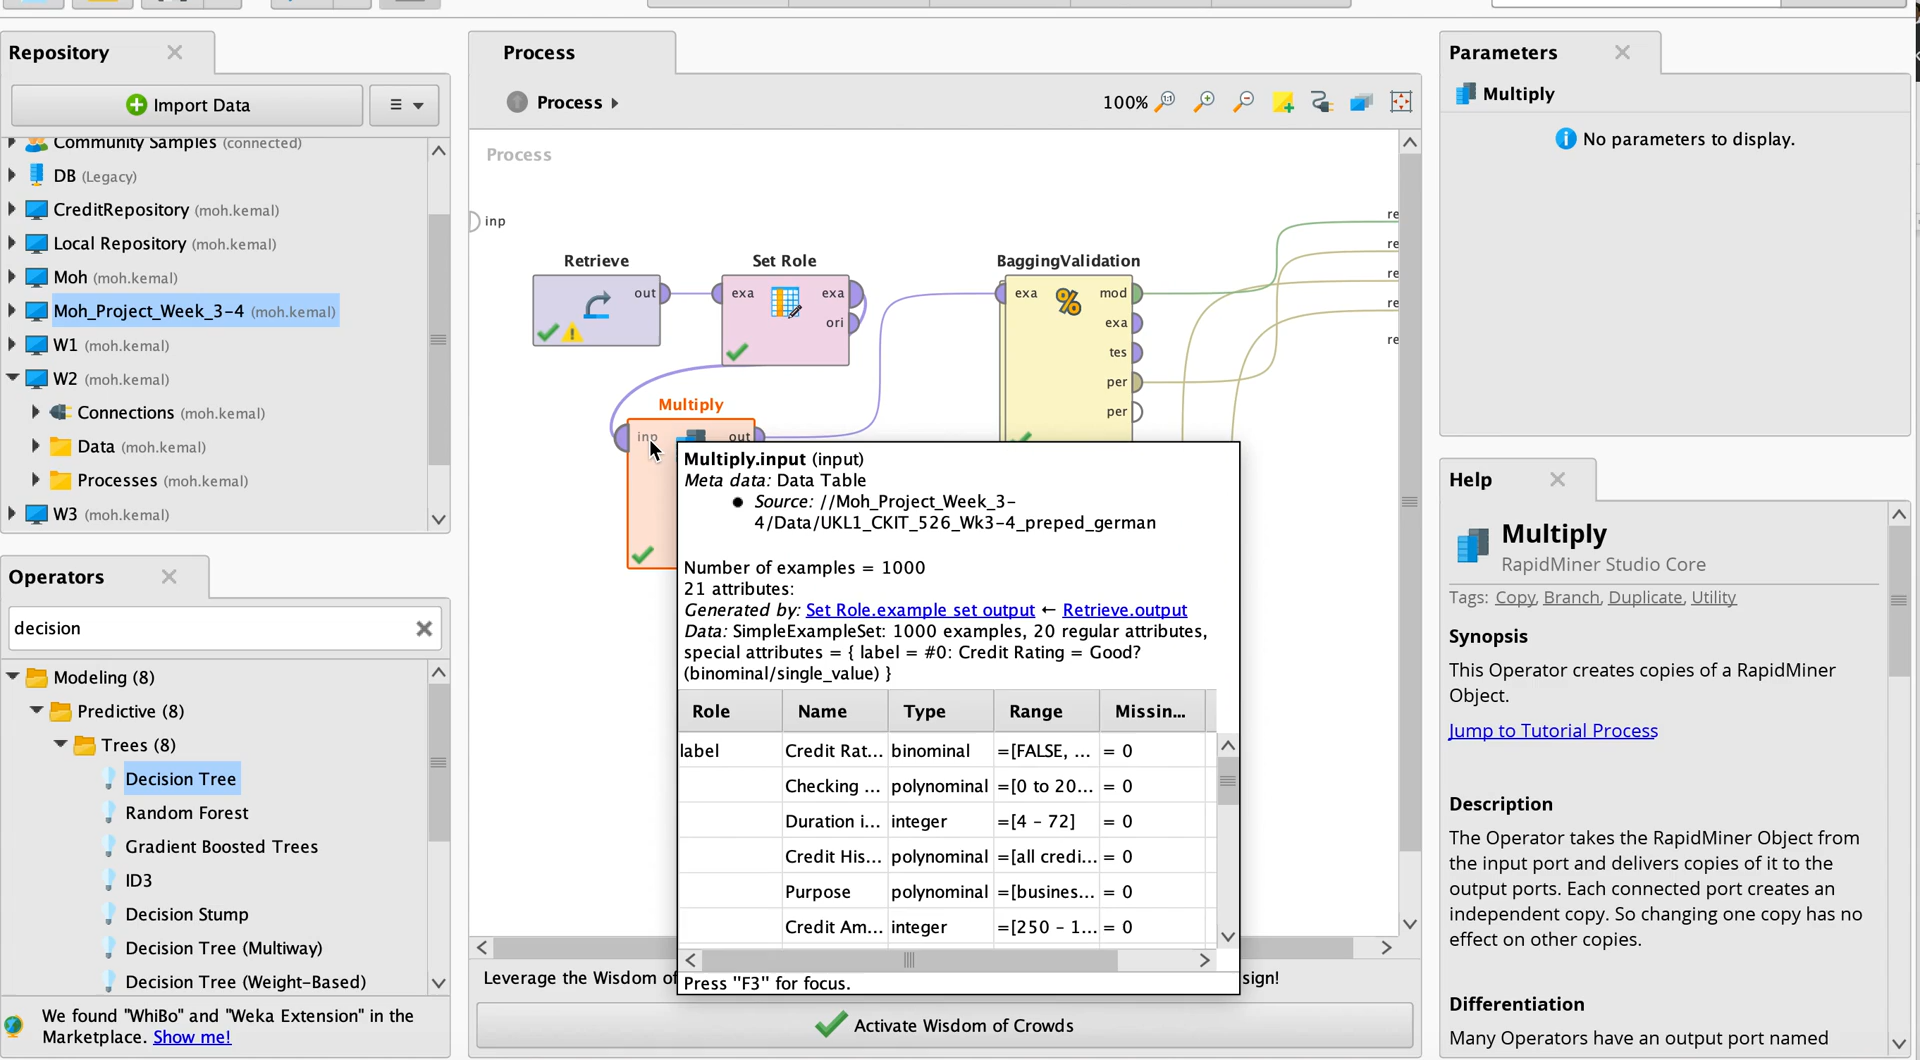 Repository
Import Data
Community Samples (connected)
DB (Legacy)
CreditRepository (moh.kemal)
Local Repository (moh.kemal)
Moh (moh.kemal)
Moh_Project_Week_3-4 (moh.kemal)
W1 (moh.kemal)
W2 (moh.kemal)
Connections (moh.kemal)
Data (moh.kemal)
Processes (moh.kemal)
W3 (moh.kemal)
Operators
decision
Modeling (8)
Predictive (8)
Trees (8)
Decision Tree
Random Forest
Gradient Boosted Trees
ID3
Decision Stump
Decision Tree (Multiway)
Decision Tree (Weight-Based)
We found "WhiBo" and "Weka Extension" in the
Marketplace. Show me!
Process
Process
100%
Process
inp
Retrieve
out
Set Role
exa exa
ori
BaggingValidation
exa % mod
exa
tes
per
per
re
re
re
re
re
Multiply
inp out
Multiply.input (input)
Meta data: Data Table
Source: //Moh_Project_Week_3-
4/Data/UKL1_CKIT_526_Wk3-4_preped_german
Number of examples = 1000
21 attributes:
Generated by: Set Role.example set output ← Retrieve.output
Data: SimpleExampleSet: 1000 examples, 20 regular attributes,
special attributes = { label = #0: Credit Rating = Good?
(binominal/single_value) }
Role Name Type Range Missin...
label Credit Rat... binominal =[FALSE, ... = 0
Checking ... polynominal =[0 to 20... = 0
Duration i... integer =[4 – 72] = 0
Credit His... polynominal =[all credi... = 0
Purpose polynominal =[busines... = 0
Credit Am... integer =[250 – 1... = 0
Press "F3" for focus.
Leverage the Wisdom of sign!
Activate Wisdom of Crowds
Parameters
Multiply
No parameters to display.
Help
Multiply
RapidMiner Studio Core
Tags: Copy, Branch, Duplicate, Utility
Synopsis
This Operator creates copies of a RapidMiner
Object.
Jump to Tutorial Process
Description
The Operator takes the RapidMiner Object from
the input port and delivers copies of it to the
output ports. Each connected port creates an
independent copy. So changing one copy has no
effect on other copies.
Differentiation
Many Operators have an output port named